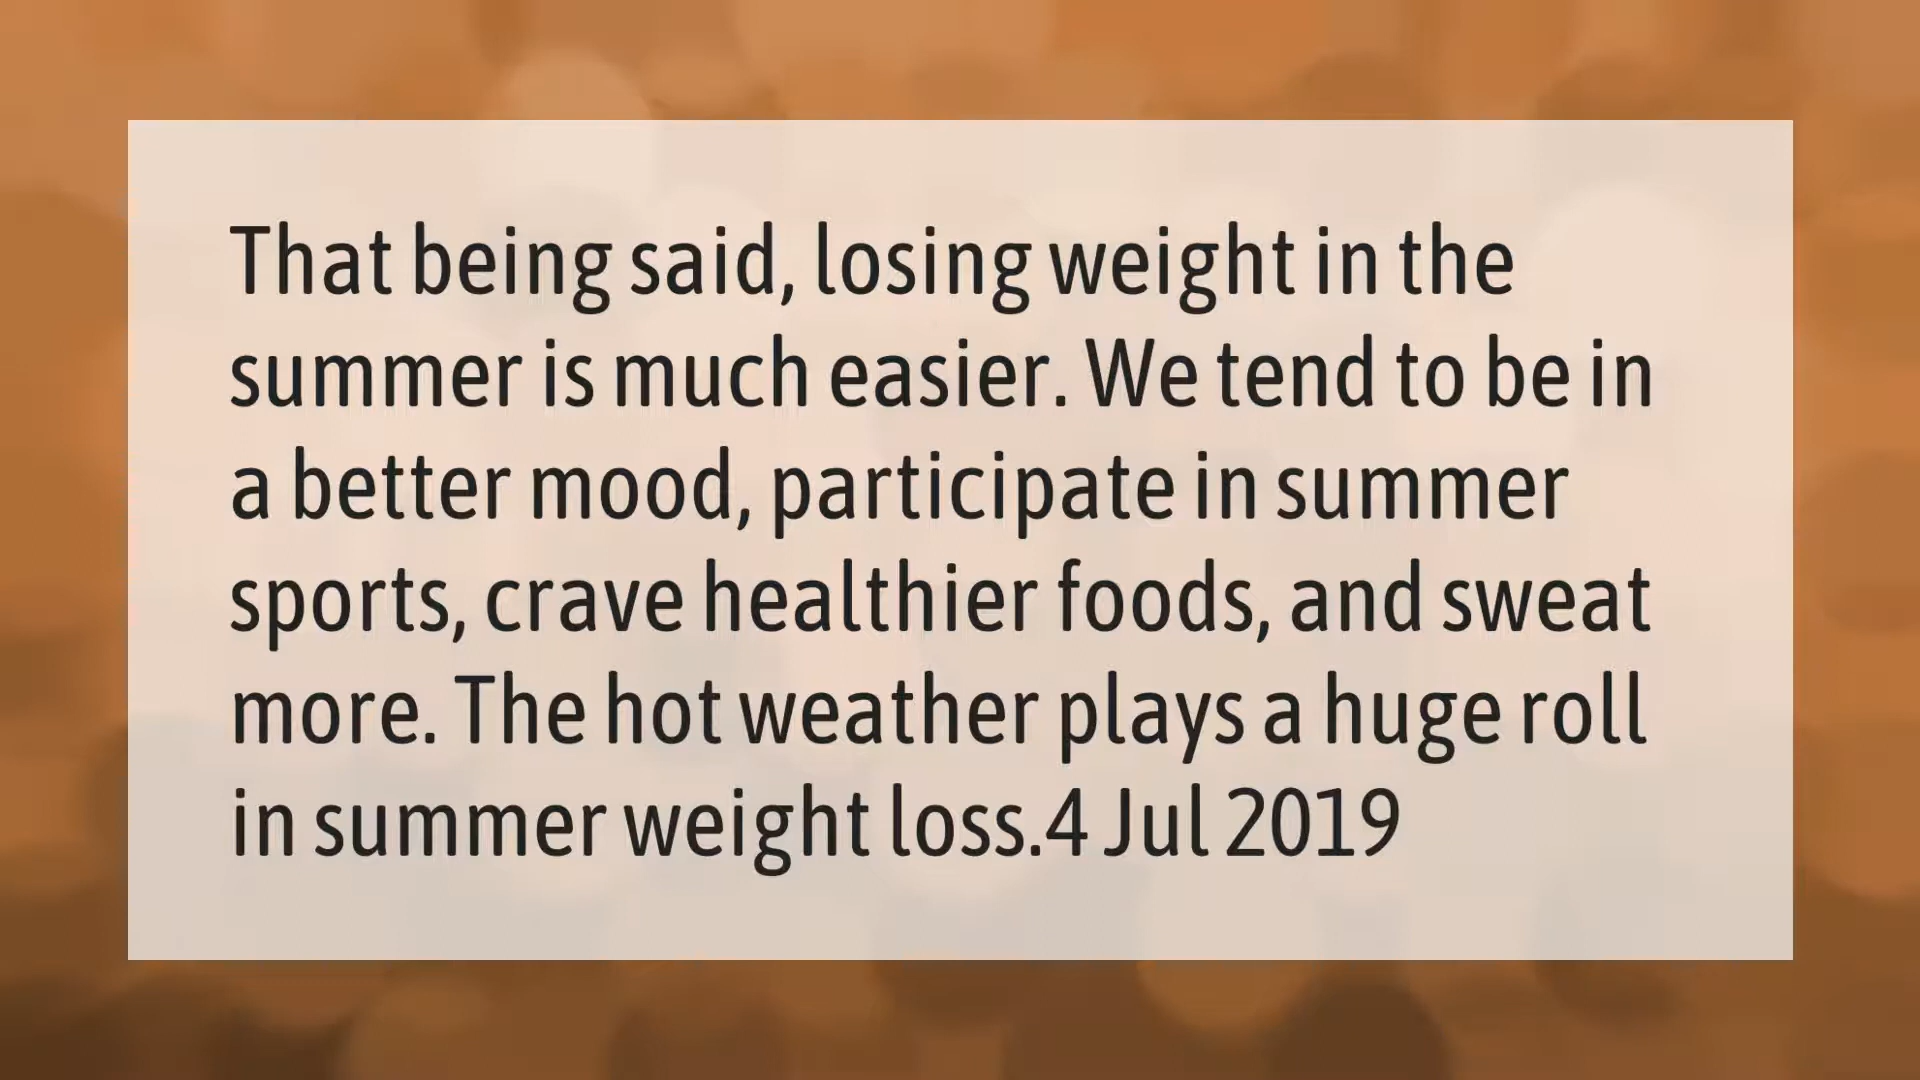 That being said, losing weight in the
summer is much easier. We tend to be in
a better mood, participate in summer
sports, crave healthier foods, and sweat
more. The hot weather plays a huge roll
in summer weight loss.4 Jul 2019